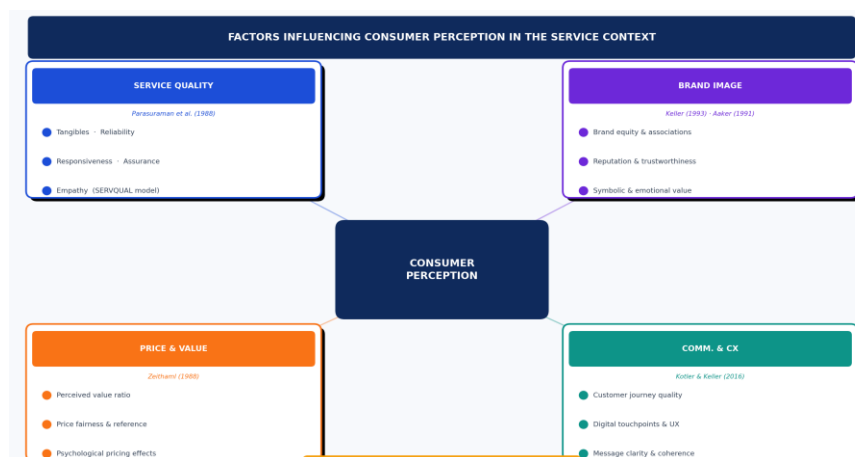 FACTORS INFLUENCING CONSUMER PERCEPTION IN THE SERVICE CONTEXT
SERVICE QUALITY
Parasuraman et al. (1988)
Tangibles · Reliability
Responsiveness · Assurance
Empathy (SERVQUAL model)
BRAND IMAGE
Keller (1993) · Aaker (1991)
Brand equity & associations
Reputation & trustworthiness
Symbolic & emotional value
CONSUMER
PERCEPTION
PRICE & VALUE
Zeithaml (1988)
Perceived value ratio
Price fairness & reference
Psychological pricing effects
COMM. & CX
Kotler & Keller (2016)
Customer journey quality
Digital touchpoints & UX
Message clarity & coherence